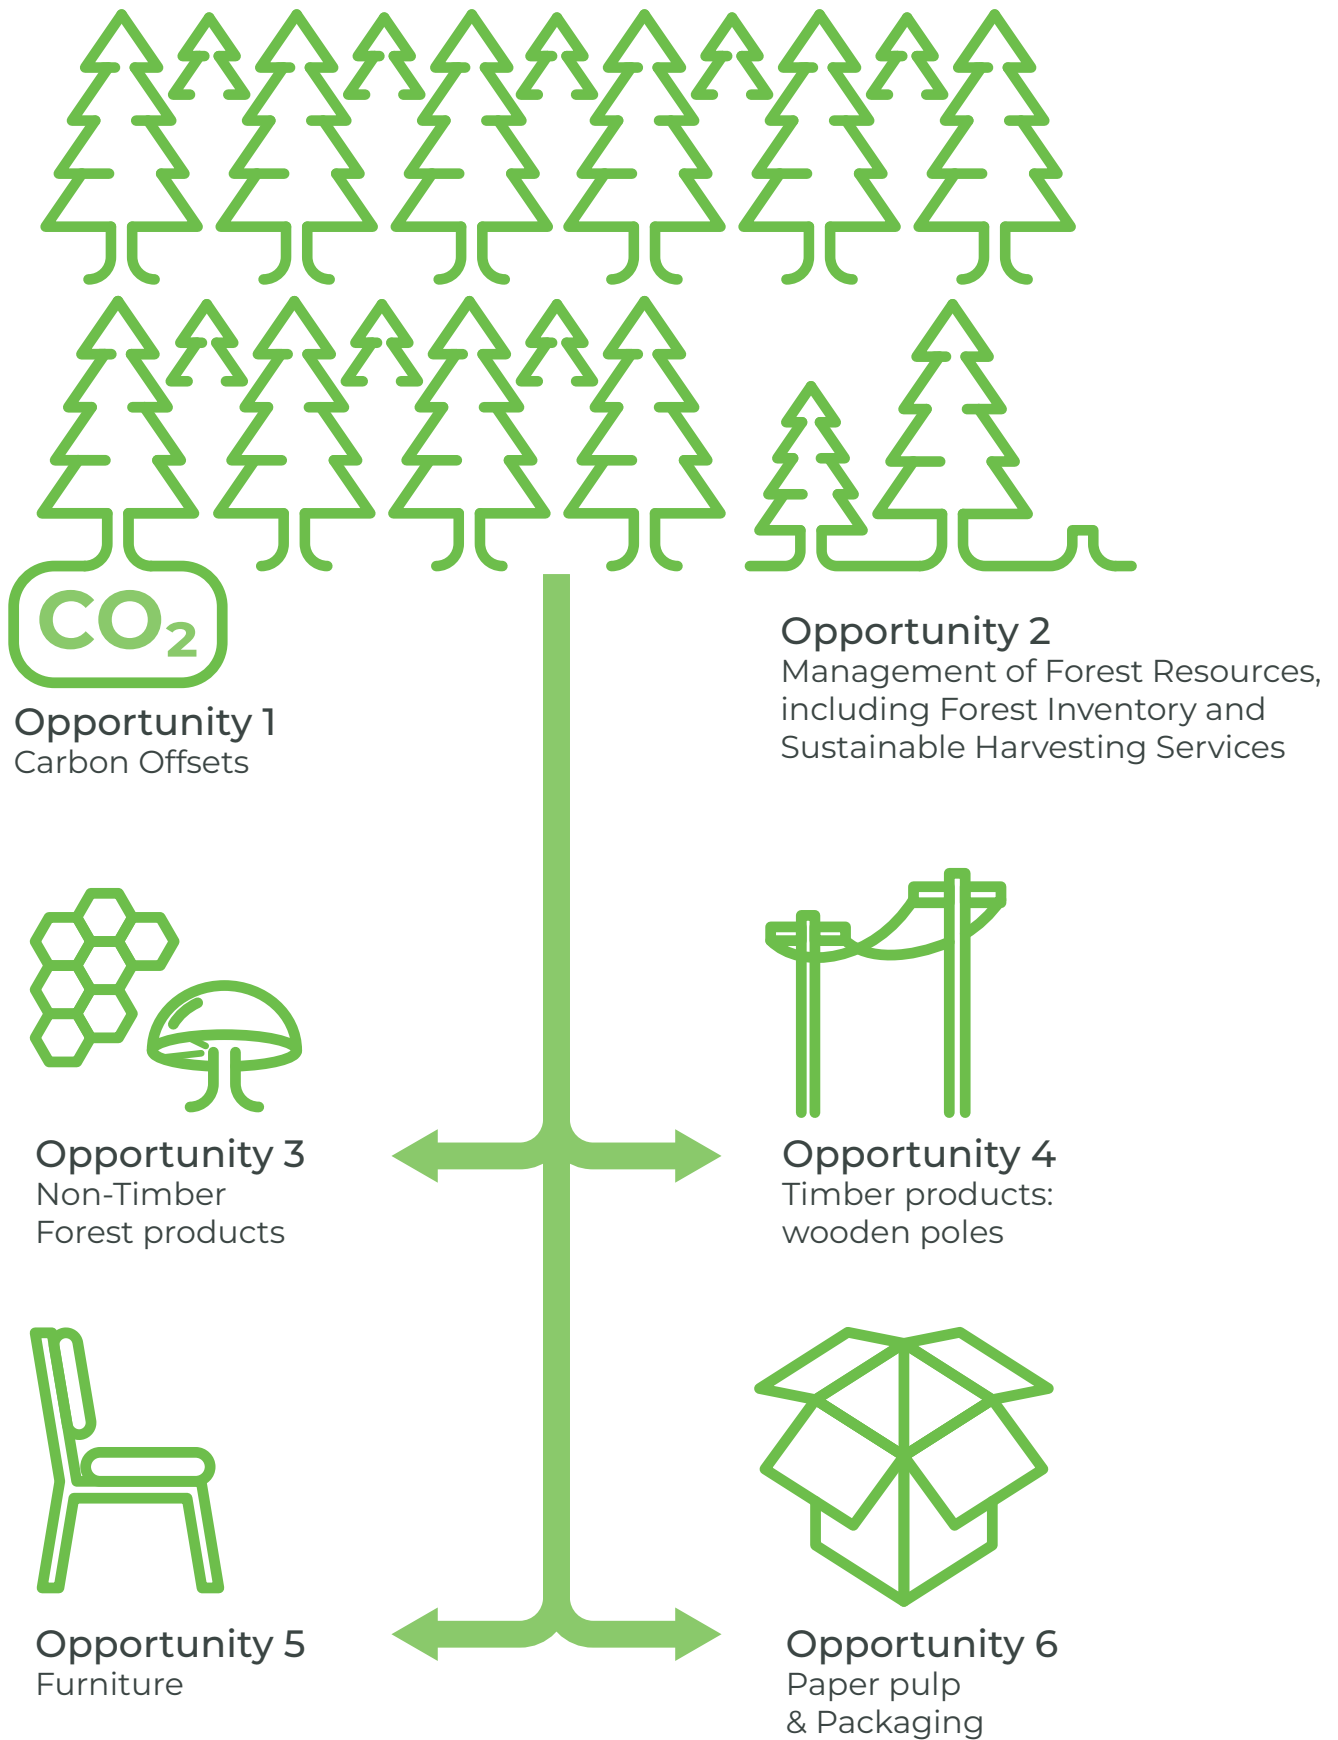 CO₂
Opportunity 1
Carbon Offsets
Opportunity 2
Management of Forest Resources,
including Forest Inventory and
Sustainable Harvesting Services
Opportunity 3
Non-Timber
Forest products
Opportunity 4
Timber products:
wooden poles
Opportunity 5
Furniture
Opportunity 6
Paper pulp
& Packaging